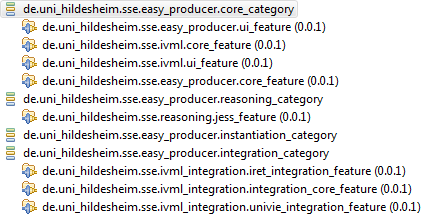 de.uni_hildesheim.sse.easy_producer.core_category
de.uni_hildesheim.sse.easy_producer.ui_feature (0.0.1)
de.uni_hildesheim.sse.ivml.core_feature (0.0.1)
de.uni_hildesheim.sse.ivml.ui_feature (0.0.1)
de.uni_hildesheim.sse.easy_producer.core_feature (0.0.1)
de.uni_hildesheim.sse.easy_producer.reasoning_category
de.uni_hildesheim.sse.reasoning.jess_feature (0.0.1)
de.uni_hildesheim.sse.easy_producer.instantiation_category
de.uni_hildesheim.sse.easy_producer.integration_category
de.uni_hildesheim.sse.ivml_integration.iret_integration_feature (0.0.1)
de.uni_hildesheim.sse.ivml_integration.integration_core_feature (0.0.1)
de.uni_hildesheim.sse.ivml_integration.univie_integration_feature (0.0.1)